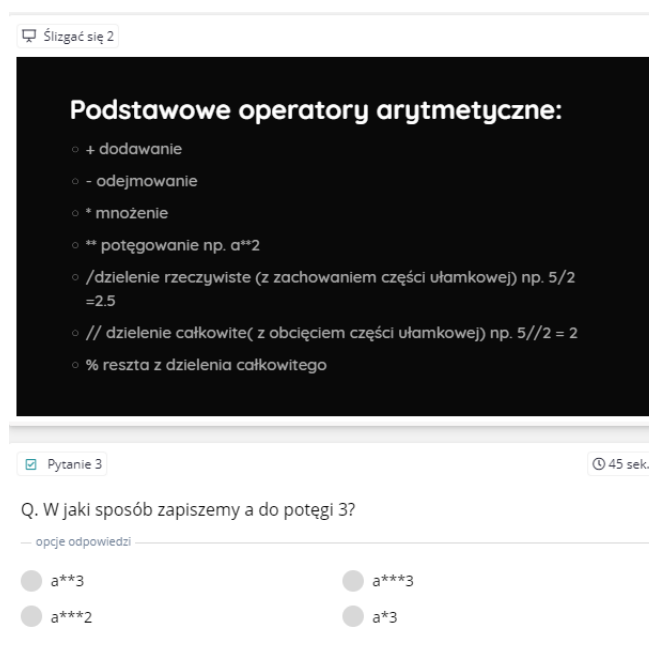 Ślizgać się 2
Podstawowe operatory arytmetyczne:
+ dodawanie
- odejmowanie
* mnożenie
** potęgowanie np. a**2
/dzielenie rzeczywiste (z zachowaniem części ułamkowej) np. 5/2
=2.5
// dzielenie całkowite( z obcięciem części ułamkowej) np. 5//2 = 2
% reszta z dzielenia całkowitego
Pytanie 3 45 sek.
Q. W jaki sposób zapiszemy a do potęgi 3?
opcje odpowiedzi
a**3 a***3
a***2 a*3